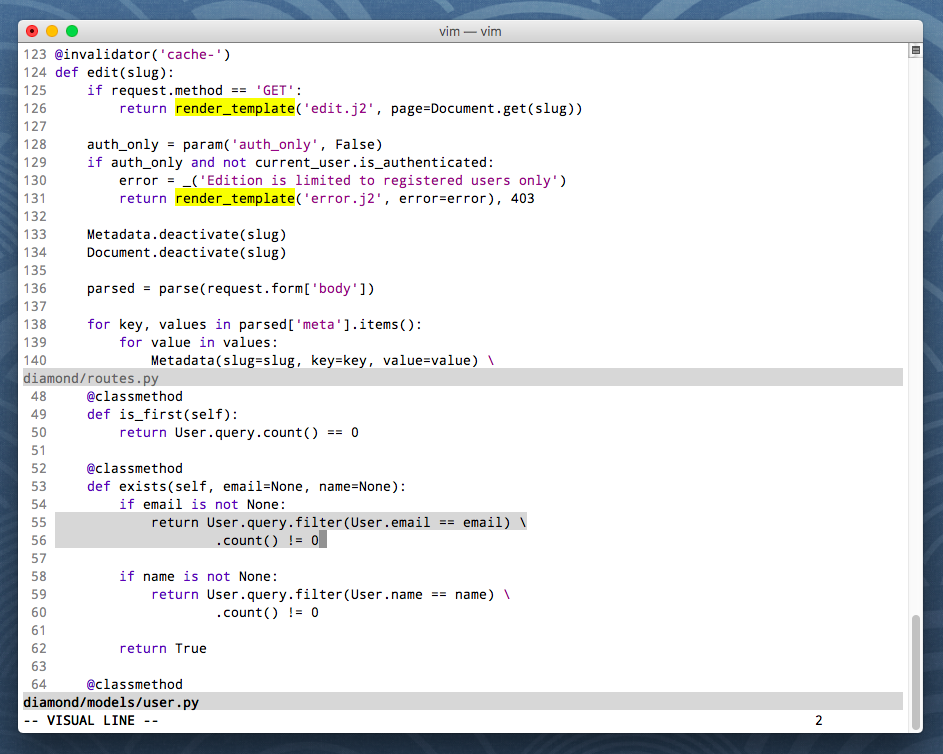 vim — vim
123 @invalidator('cache-')
124 def edit(slug):
125     if request.method == 'GET':
126         return render_template('edit.j2', page=Document.get(slug))
127
128     auth_only = param('auth_only', False)
129     if auth_only and not current_user.is_authenticated:
130         error = _('Edition is limited to registered users only')
131         return render_template('error.j2', error=error), 403
132
133     Metadata.deactivate(slug)
134     Document.deactivate(slug)
135
136     parsed = parse(request.form['body'])
137
138     for key, values in parsed['meta'].items():
139         for value in values:
140             Metadata(slug=slug, key=key, value=value) \
diamond/routes.py
 48     @classmethod
 49     def is_first(self):
 50         return User.query.count() == 0
 51
 52     @classmethod
 53     def exists(self, email=None, name=None):
 54         if email is not None:
 55             return User.query.filter(User.email == email) \
 56                     .count() != 0
 57
 58         if name is not None:
 59             return User.query.filter(User.name == name) \
 60                     .count() != 0
 61
 62         return True
 63
 64     @classmethod
diamond/models/user.py
-- VISUAL LINE -- 2